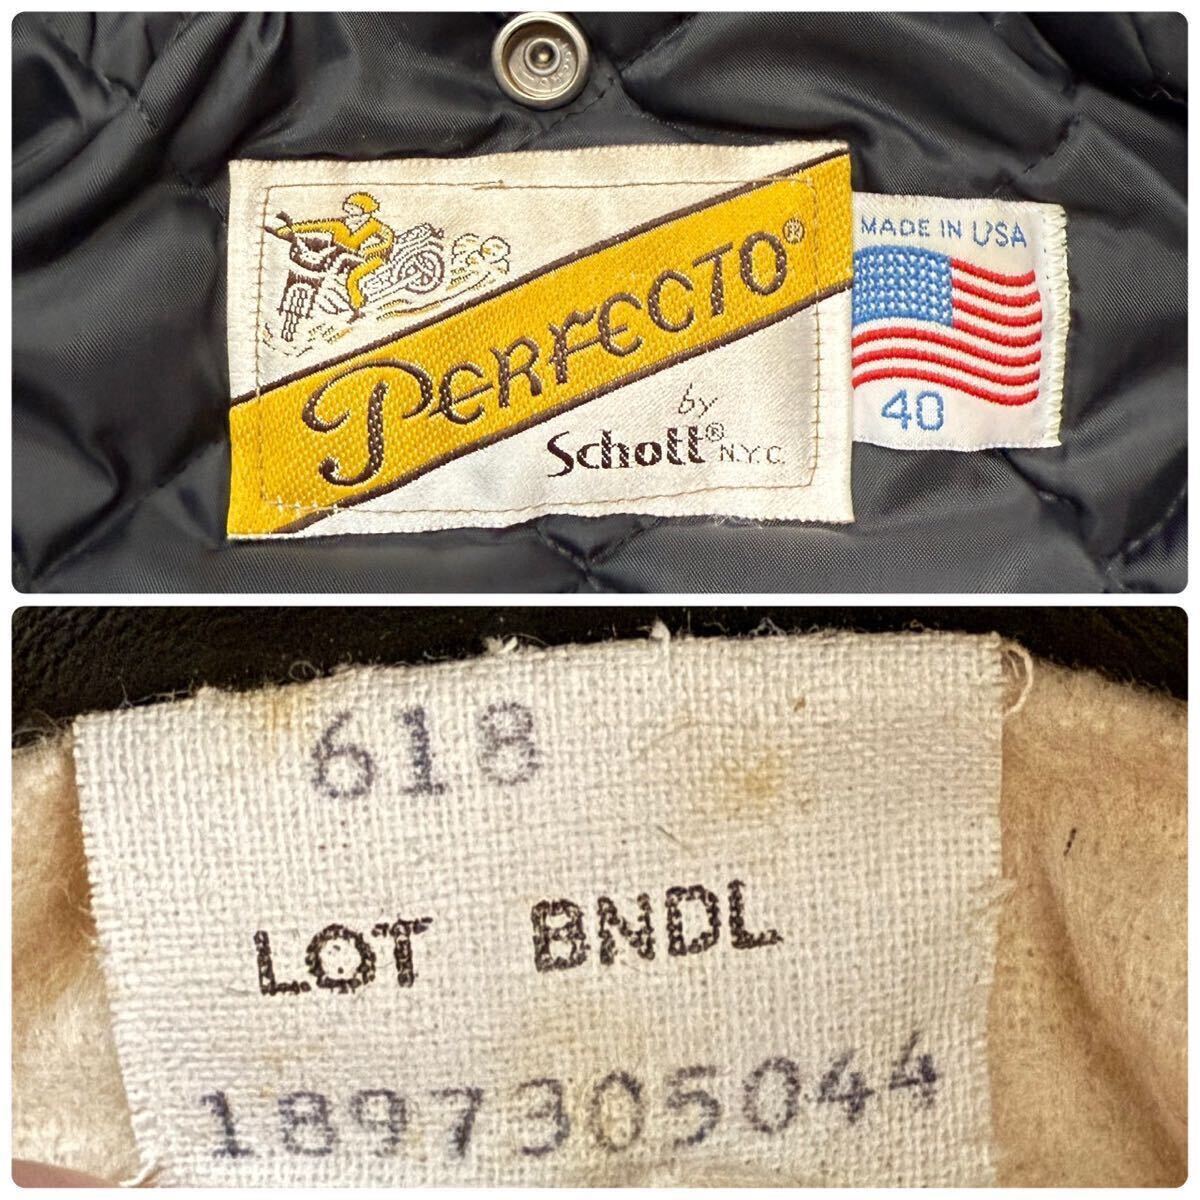 PERFECTO®
by
Schott® N.Y.C.
MADE IN USA
40
618
LOT BNDL
1897305044